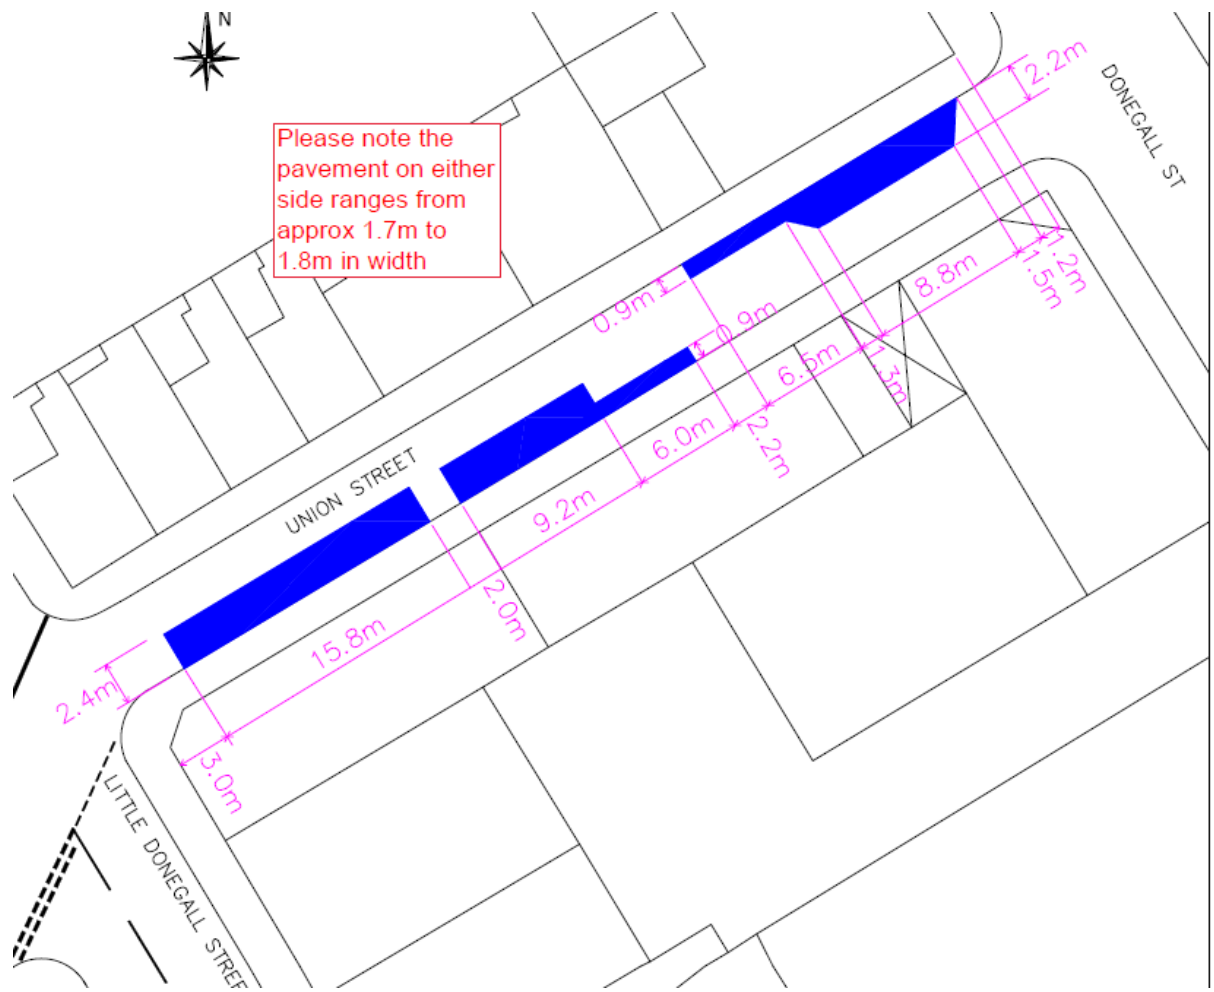 N
2.2m
DONEGALL ST
Please note the
pavement on either
side ranges from
approx 1.7m to
1.8m in width
1.2m
1.5m
8.8m
0.9m
0.9m
6.5m
1.3m
6.0m
2.2m
UNION STREET
9.2m
2.0m
15.8m
2.4m
3.0m
LITTLE DONEGALL STREE